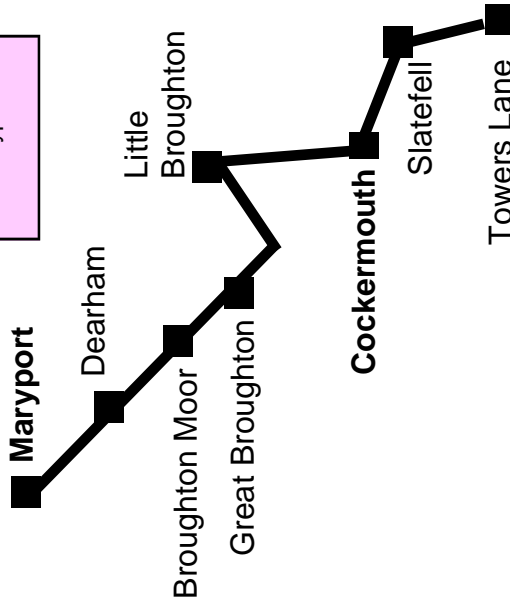 Maryport
Dearham
Broughton Moor
Great Broughton
Little
Broughton
Cockermouth
Slatefell
Towers Lane